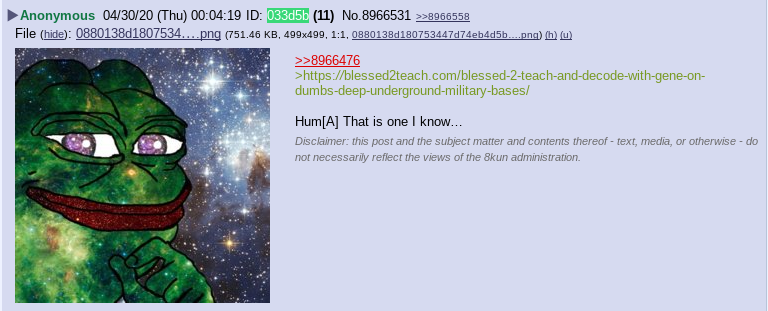 ▶Anonymous 04/30/20 (Thu) 00:04:19 ID: 033d5b (11) No.8966531 >>8966558
File (hide): 0880138d1807534….png (751.46 KB, 499x499, 1:1, 0880138d180753447d74eb4d5b….png) (h) (u)
>>8966476
>https://blessed2teach.com/blessed-2-teach-and-decode-with-gene-on-
dumbs-deep-underground-military-bases/
Hum[A] That is one I know…
Disclaimer: this post and the subject matter and contents thereof - text, media, or otherwise - do
not necessarily reflect the views of the 8kun administration.